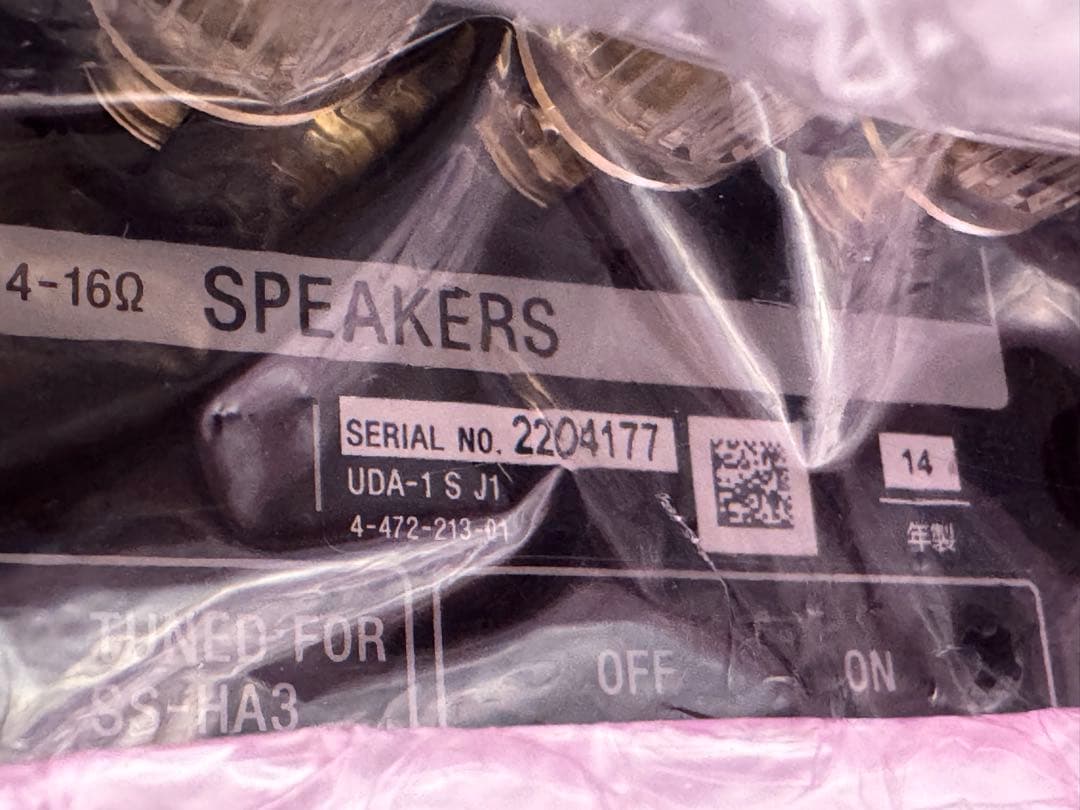 4-16Ω SPEAKERS
SERIAL NO. 2204177
UDA-1 S J1
4-472-213-01
14
年製
TUNED FOR
SS-HA3
OFF ON